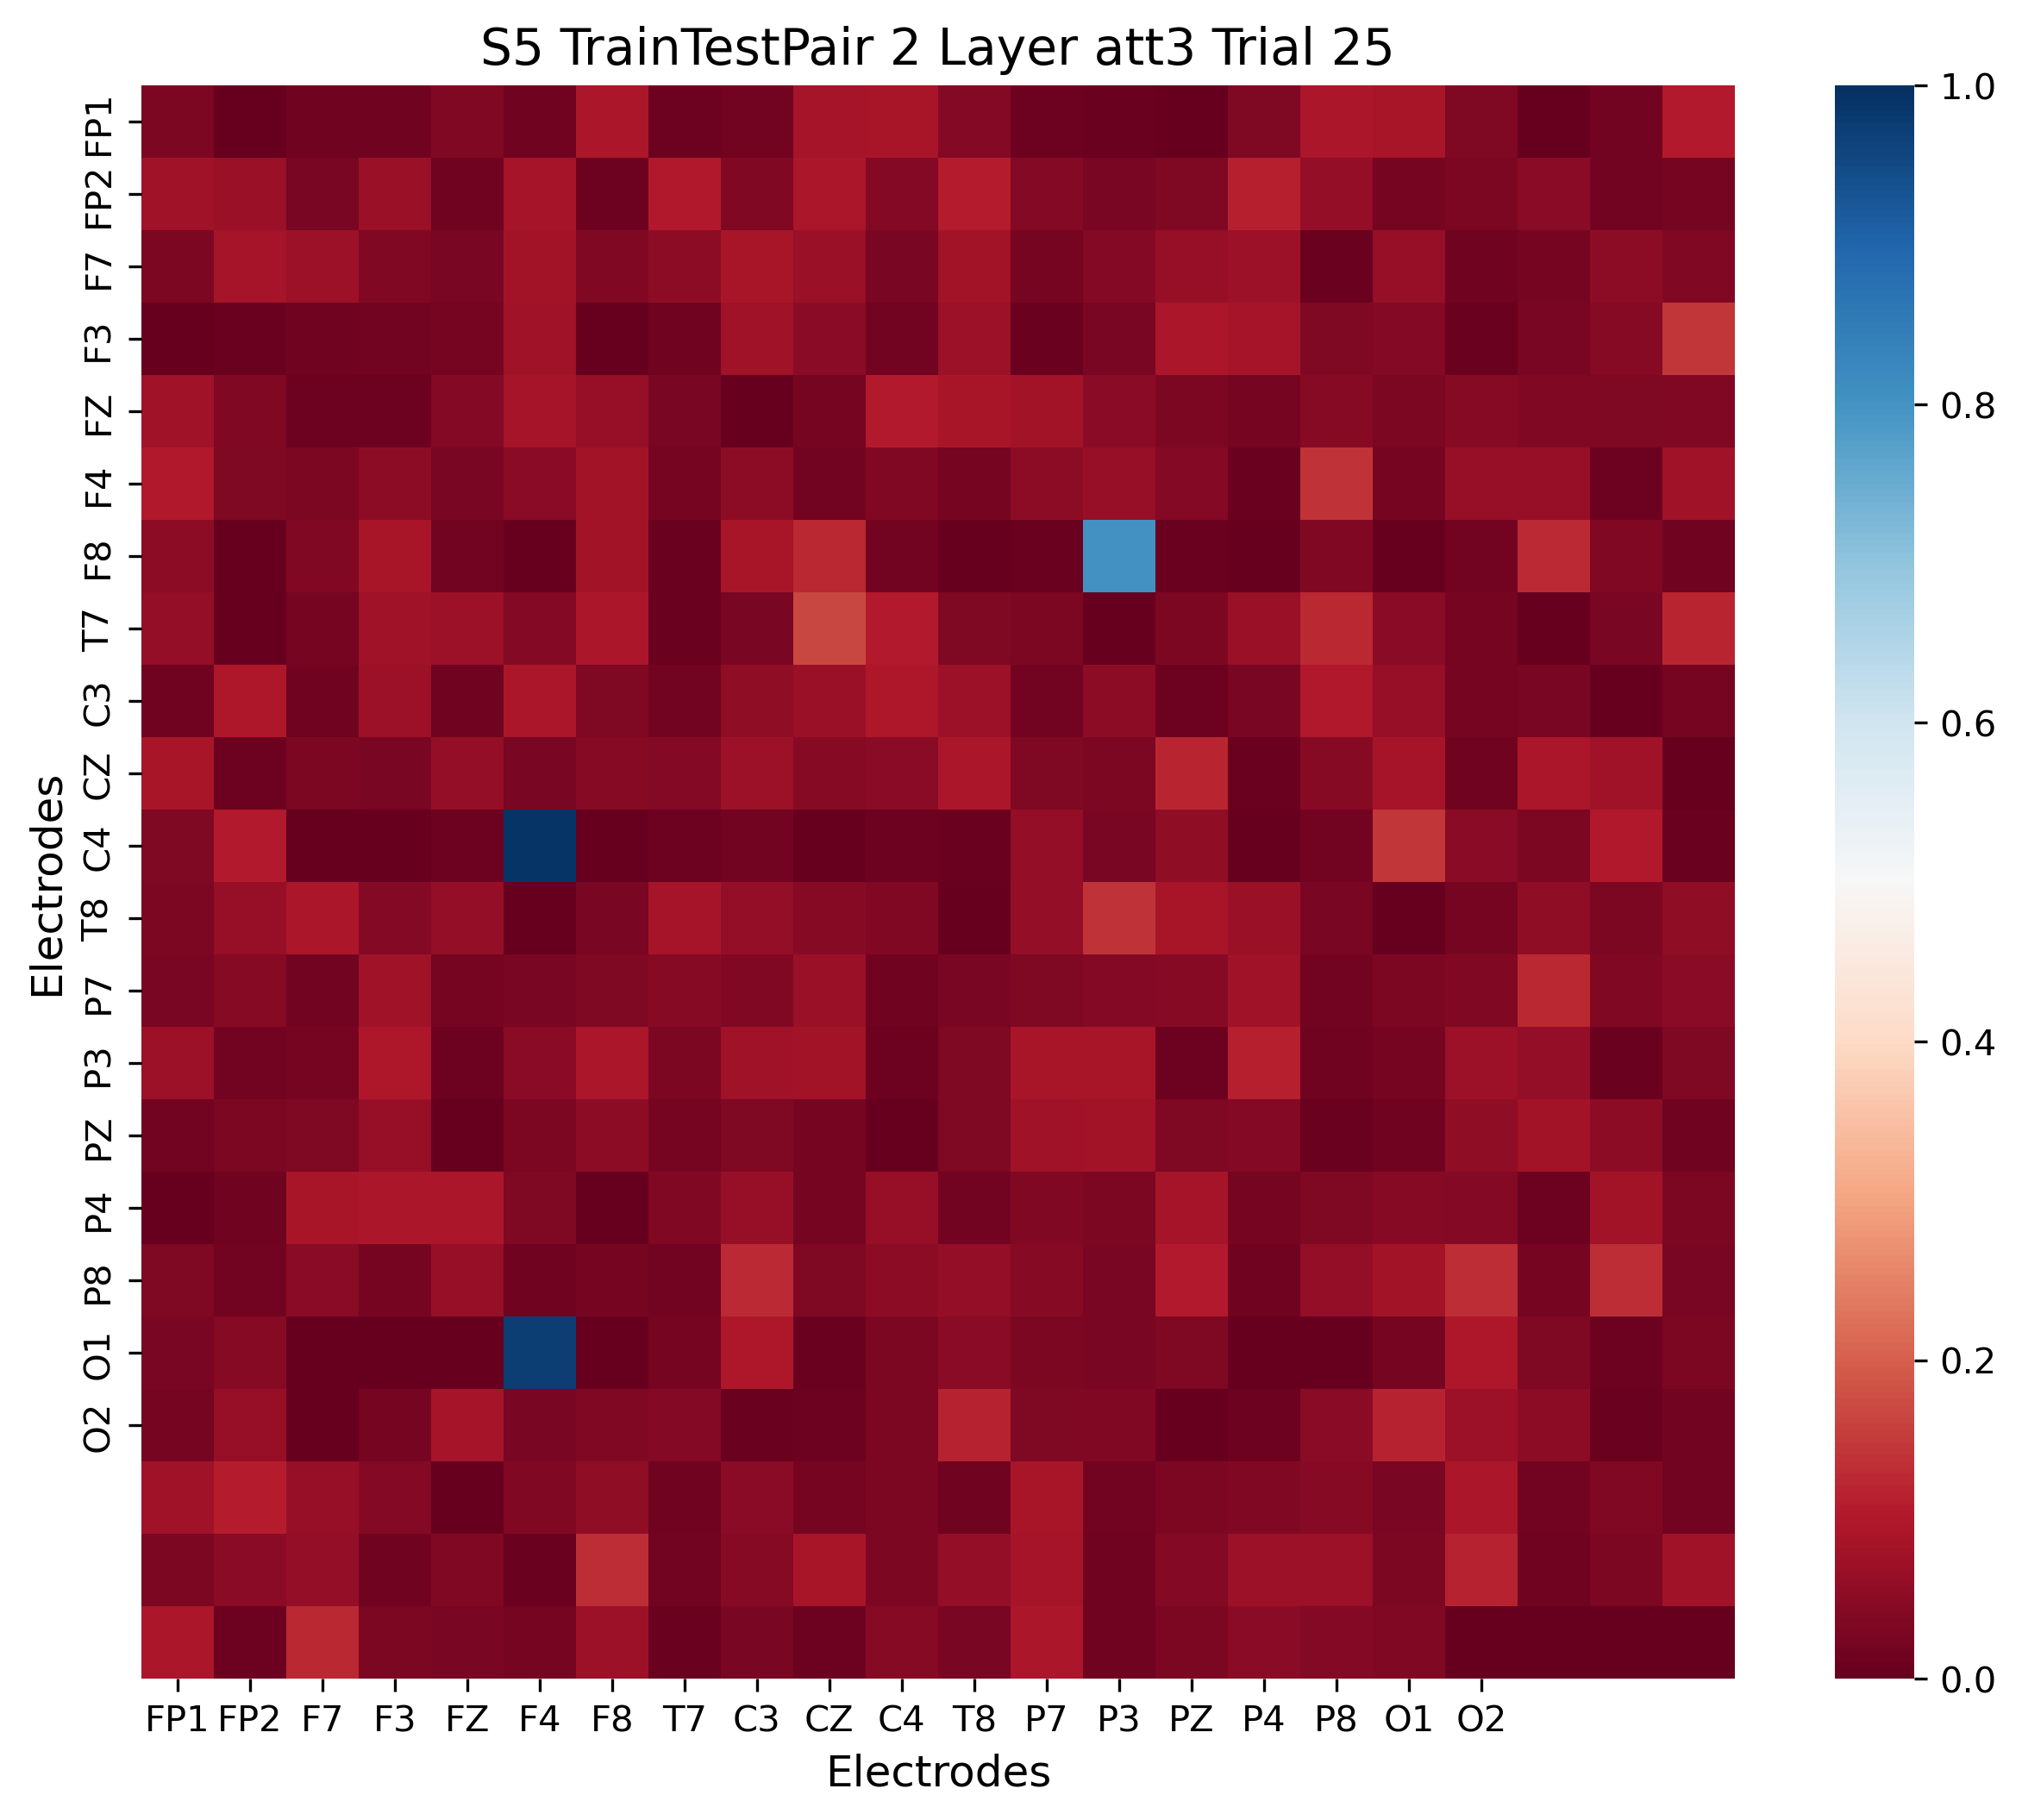 S5 TrainTestPair 2 Layer att3 Trial 25
Electrodes
FP1
FP2
F7
F3
FZ
F4
F8
T7
C3
CZ
C4
T8
P7
P3
PZ
P4
P8
O1
O2
FP1 FP2 F7 F3 FZ F4 F8 T7 C3 CZ C4 T8 P7 P3 PZ P4 P8 O1 O2
Electrodes
1.0
0.8
0.6
0.4
0.2
0.0